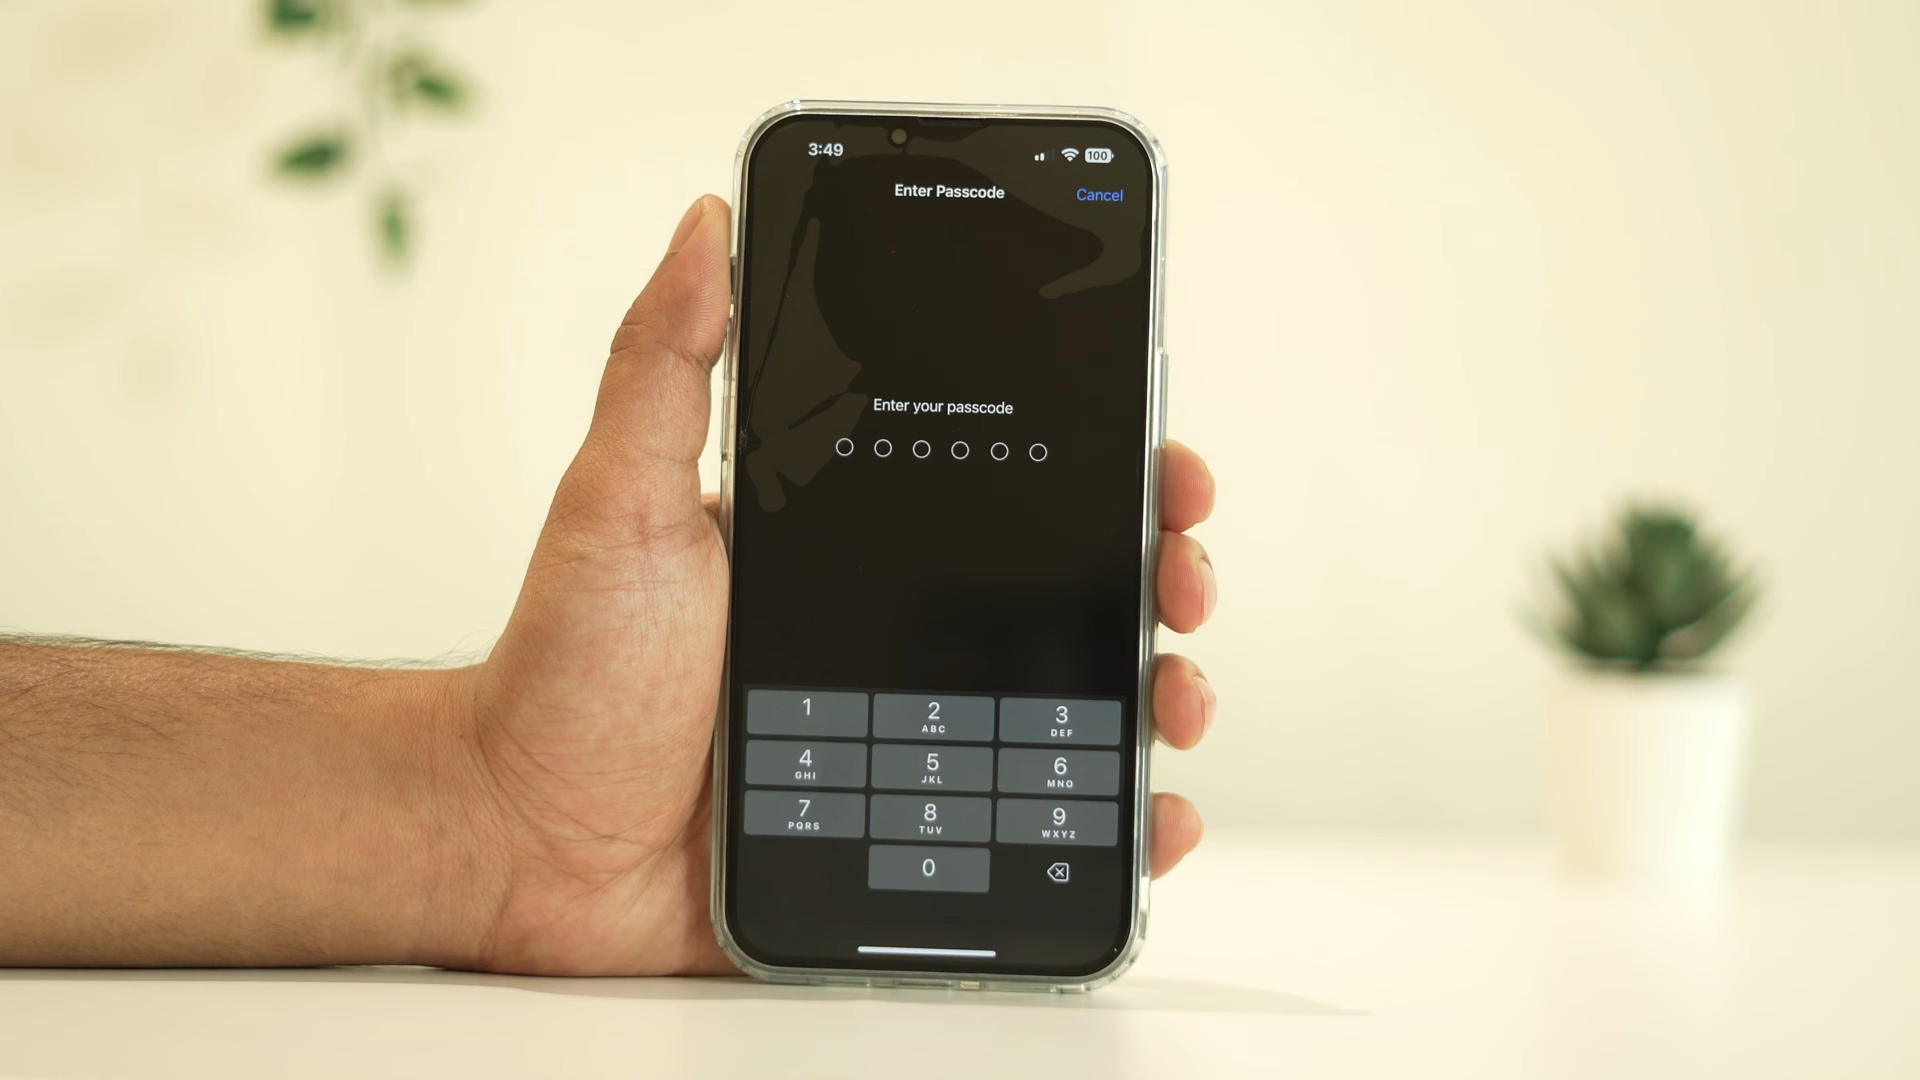 3:49
100
Enter Passcode
Cancel
Enter your passcode
1
2
ABC
3
DEF
4
GHI
5
JKL
6
MNO
7
PQRS
8
TUV
9
WXYZ
0